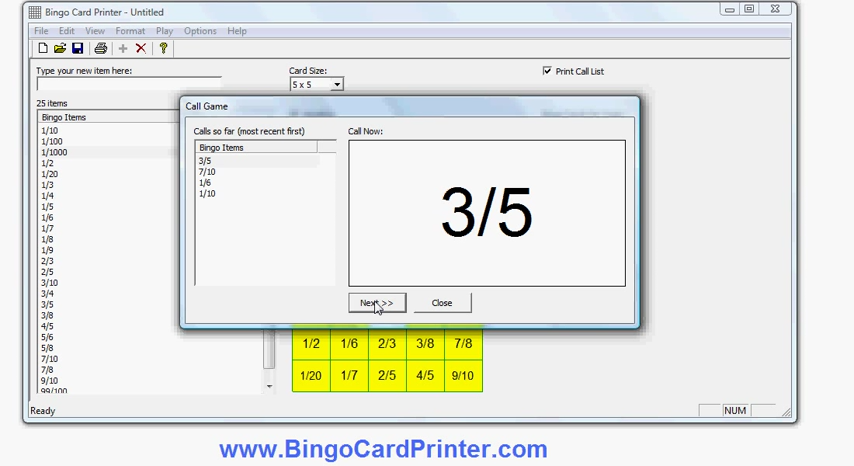 Bingo Card Printer - Untitled
File Edit View Format Play Options Help
Type your new item here:
Card Size:
Print Call List
5 x 5
25 items
Bingo Items
1/10
1/100
1/1000
1/2
1/20
1/3
1/4
1/5
1/6
1/7
1/8
1/9
2/3
2/5
3/10
3/4
3/5
3/8
4/5
5/6
5/8
7/10
7/8
9/10
99/100
Call Game
Calls so far (most recent first)
Call Now:
Bingo Items
3/5
7/10
1/6
1/10
3/5
Next >>
Close
1/2 1/6 2/3 3/8 7/8
1/20 1/7 2/5 4/5 9/10
Ready
NUM
www.BingoCardPrinter.com